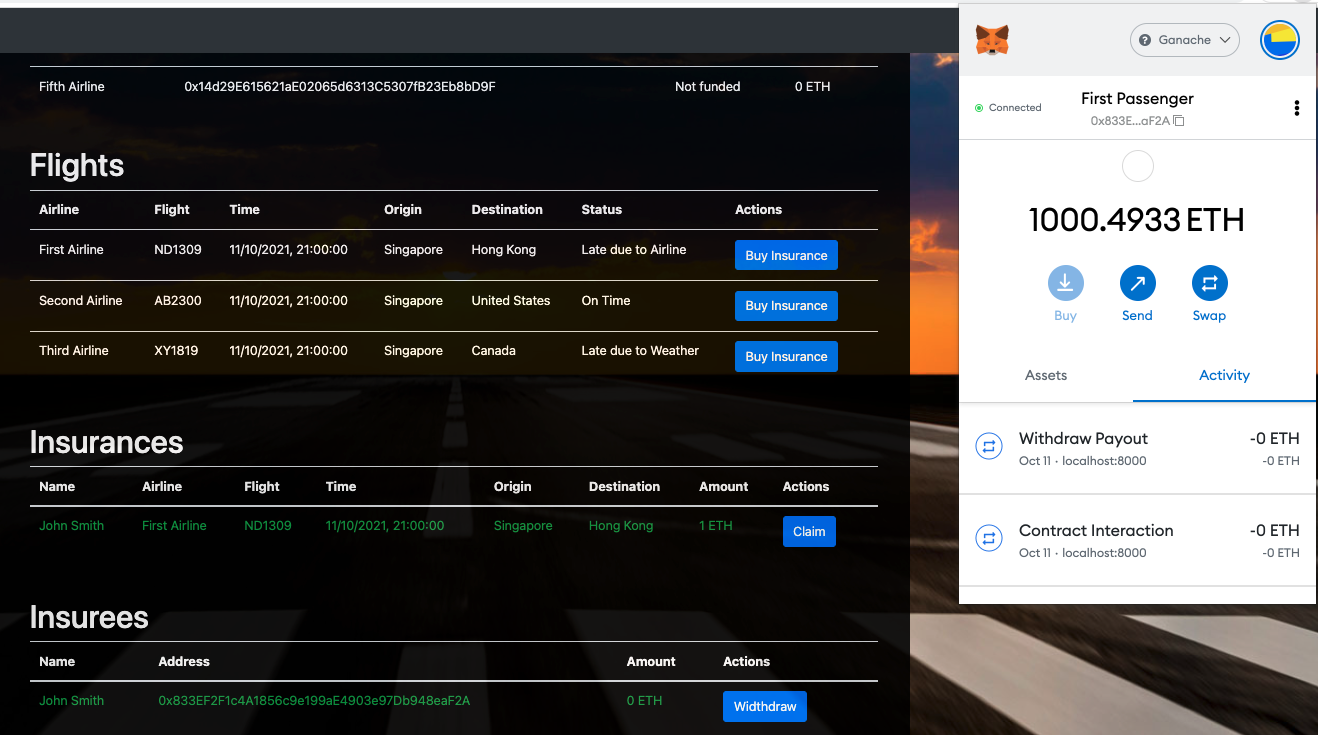 Fifth Airline 0x14d29E615621aE02065d6313C5307fB23Eb8bD9F Not funded 0 ETH
Flights
Airline Flight Time Origin Destination Status Actions
First Airline ND1309 11/10/2021, 21:00:00 Singapore Hong Kong Late due to Airline Buy Insurance
Second Airline AB2300 11/10/2021, 21:00:00 Singapore United States On Time Buy Insurance
Third Airline XY1819 11/10/2021, 21:00:00 Singapore Canada Late due to Weather Buy Insurance
Insurances
Name Airline Flight Time Origin Destination Amount Actions
John Smith First Airline ND1309 11/10/2021, 21:00:00 Singapore Hong Kong 1 ETH Claim
Insurees
Name Address Amount Actions
John Smith 0x833EF2F1c4A1856c9e199aE4903e97Db948eaF2A 0 ETH Widthdraw
Ganache
Connected
First Passenger
0x833E...aF2A
1000.4933 ETH
Buy Send Swap
Assets Activity
Withdraw Payout -0 ETH
Oct 11 · localhost:8000 -0 ETH
Contract Interaction -0 ETH
Oct 11 · localhost:8000 -0 ETH